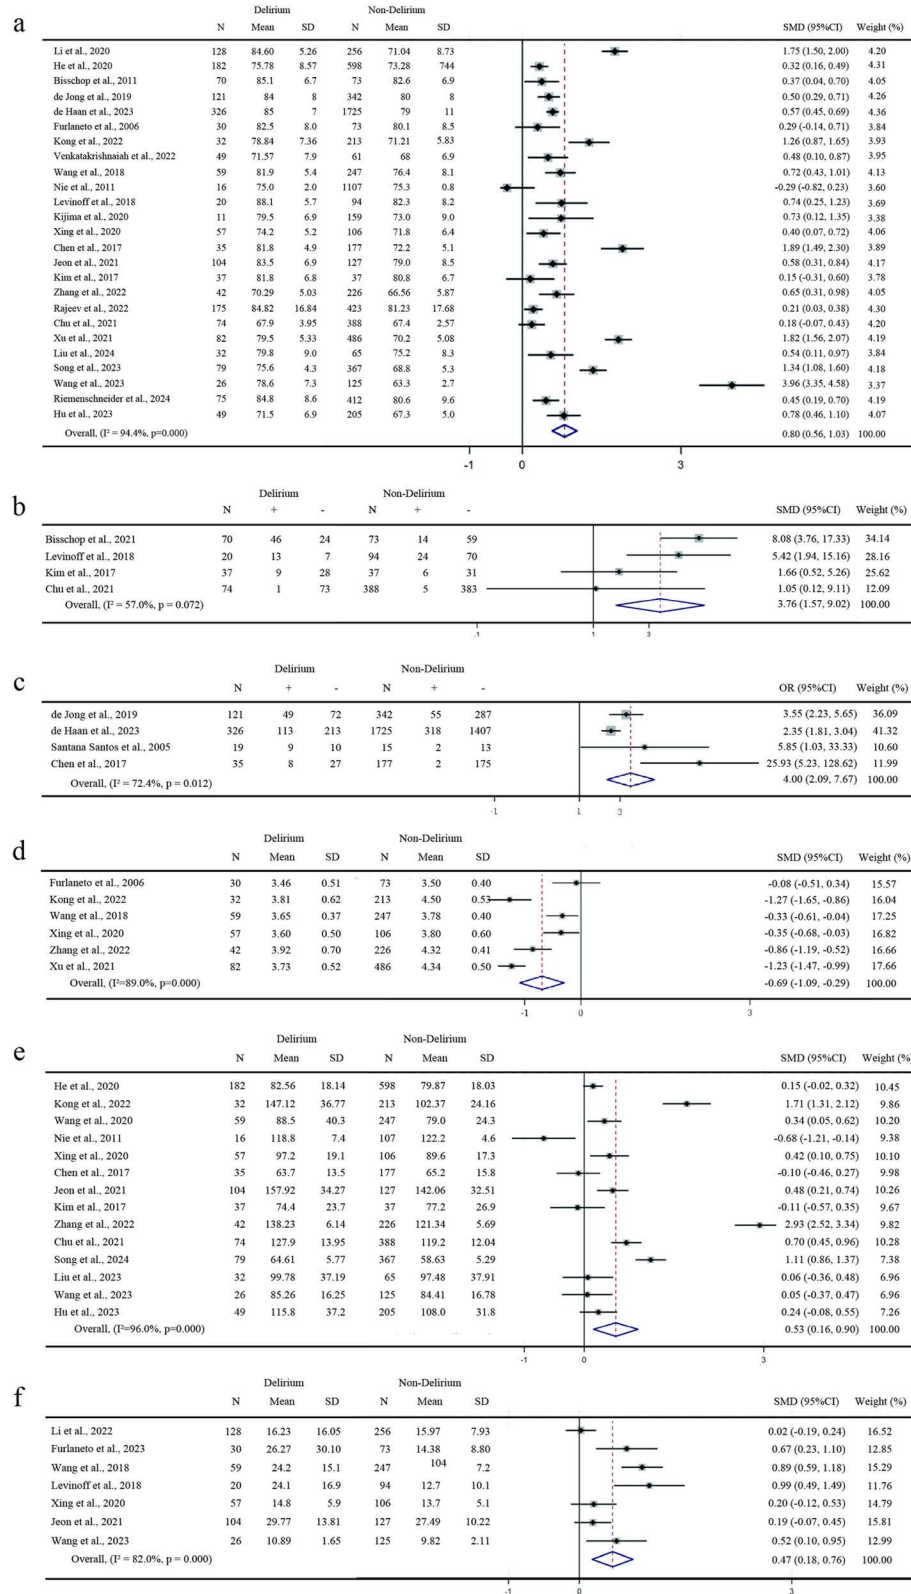 a
Delirium Non-Delirium
N Mean SD N Mean SD SMD (95%CI) Weight (%)
Li et al., 2020 128 84.60 5.26 256 71.04 8.73 1.75 (1.50, 2.00) 4.20
He et al., 2020 182 75.78 8.57 598 73.28 744 0.32 (0.16, 0.49) 4.31
Bisschop et al., 2011 70 85.1 6.7 73 82.6 6.9 0.37 (0.04, 0.70) 4.05
de Jong et al., 2019 121 84 8 342 80 8 0.50 (0.29, 0.71) 4.26
de Haan et al., 2023 326 85 7 1725 79 11 0.57 (0.45, 0.69) 4.36
Furlaneto et al., 2006 30 82.5 8.0 73 80.1 8.5 0.29 (-0.14, 0.71) 3.84
Kong et al., 2022 32 78.84 7.36 213 71.21 5.83 1.26 (0.87, 1.65) 3.93
Venkatakrishnaiah et al., 2022 49 71.57 7.9 61 68 6.9 0.48 (0.10, 0.87) 3.95
Wang et al., 2018 59 81.9 5.4 247 76.4 8.1 0.72 (0.43, 1.01) 4.13
Nie et al., 2011 16 75.0 2.0 1107 75.3 0.8 -0.29 (-0.82, 0.23) 3.60
Levinoff et al., 2018 20 88.1 5.7 94 82.3 8.2 0.74 (0.25, 1.23) 3.69
Kijima et al., 2020 11 79.5 6.9 159 73.0 9.0 0.73 (0.12, 1.35) 3.38
Xing et al., 2020 57 74.2 5.2 106 71.8 6.4 0.40 (0.07, 0.72) 4.06
Chen et al., 2017 35 81.8 4.9 177 72.2 5.1 1.89 (1.49, 2.30) 3.89
Jeon et al., 2021 104 83.5 6.9 127 79.0 8.5 0.58 (0.31, 0.84) 4.17
Kim et al., 2017 37 81.8 6.8 37 80.8 6.7 0.15 (-0.31, 0.60) 3.78
Zhang et al., 2022 42 70.29 5.03 226 66.56 5.87 0.65 (0.31, 0.98) 4.05
Rajeev et al., 2022 175 84.82 16.84 423 81.23 17.68 0.21 (0.03, 0.38) 4.30
Chu et al., 2021 74 67.9 3.95 388 67.4 2.57 0.18 (-0.07, 0.43) 4.20
Xu et al., 2021 82 79.5 5.33 486 70.2 5.08 1.82 (1.56, 2.07) 4.19
Liu et al., 2024 32 79.8 9.0 65 75.2 8.3 0.54 (0.11, 0.97) 3.84
Song et al., 2023 79 75.6 4.3 367 68.8 5.3 1.34 (1.08, 1.60) 4.18
Wang et al., 2023 26 78.6 7.3 125 63.3 2.7 3.96 (3.35, 4.58) 3.37
Riemenschneider et al., 2024 75 84.8 8.6 412 80.6 9.6 0.45 (0.19, 0.70) 4.19
Hu et al., 2023 49 71.5 6.9 205 67.3 5.0 0.78 (0.46, 1.10) 4.07
Overall, (I² = 94.4%, p=0.000) 0.80 (0.56, 1.03) 100.00
-1 0 3
b
Delirium Non-Delirium
N + - N + - SMD (95%CI) Weight (%)
Bisschop et al., 2021 70 46 24 73 14 59 8.08 (3.76, 17.33) 34.14
Levinoff et al., 2018 20 13 7 94 24 70 5.42 (1.94, 15.16) 28.16
Kim et al., 2017 37 9 28 37 6 31 1.66 (0.52, 5.26) 25.62
Chu et al., 2021 74 1 73 388 5 383 1.05 (0.12, 9.11) 12.09
Overall, (I² = 57.0%, p = 0.072) 3.76 (1.57, 9.02) 100.00
.1 1 3
c
Delirium Non-Delirium
N + - N + - OR (95%CI) Weight (%)
de Jong et al., 2019 121 49 72 342 55 287 3.55 (2.23, 5.65) 36.09
de Haan et al., 2023 326 113 213 1725 318 1407 2.35 (1.81, 3.04) 41.32
Santana Santos et al., 2005 19 9 10 15 2 13 5.85 (1.03, 33.33) 10.60
Chen et al., 2017 35 8 27 177 2 175 25.93 (5.23, 128.62) 11.99
Overall, (I² = 72.4%, p = 0.012) 4.00 (2.09, 7.67) 100.00
-1 1 3
d
Delirium Non-Delirium
N Mean SD N Mean SD SMD (95%CI) Weight (%)
Furlaneto et al., 2006 30 3.46 0.51 73 3.50 0.40 -0.08 (-0.51, 0.34) 15.57
Kong et al., 2022 32 3.81 0.62 213 4.50 0.53 -1.27 (-1.65, -0.86) 16.04
Wang et al., 2018 59 3.65 0.37 247 3.78 0.40 -0.33 (-0.61, -0.04) 17.25
Xing et al., 2020 57 3.60 0.50 106 3.80 0.60 -0.35 (-0.68, -0.03) 16.82
Zhang et al., 2022 42 3.92 0.70 226 4.32 0.41 -0.86 (-1.19, -0.52) 16.66
Xu et al., 2021 82 3.73 0.52 486 4.34 0.50 -1.23 (-1.47, -0.99) 17.66
Overall, (I²=89.0%, p=0.000) -0.69 (-1.09, -0.29) 100.00
-1 0 3
e
Delirium Non-Delirium
N Mean SD N Mean SD SMD (95%CI) Weight (%)
He et al., 2020 182 82.56 18.14 598 79.87 18.03 0.15 (-0.02, 0.32) 10.45
Kong et al., 2022 32 147.12 36.77 213 102.37 24.16 1.71 (1.31, 2.12) 9.86
Wang et al., 2020 59 88.5 40.3 247 79.0 24.3 0.34 (0.05, 0.62) 10.20
Nie et al., 2011 16 118.8 7.4 107 122.2 4.6 -0.68 (-1.21, -0.14) 9.38
Xing et al., 2020 57 97.2 19.1 106 89.6 17.3 0.42 (0.10, 0.75) 10.10
Chen et al., 2017 35 63.7 13.5 177 65.2 15.8 -0.10 (-0.46, 0.27) 9.98
Jeon et al., 2021 104 157.92 34.27 127 142.06 32.51 0.48 (0.21, 0.74) 10.26
Kim et al., 2017 37 74.4 23.7 37 77.2 26.9 -0.11 (-0.57, 0.35) 9.67
Zhang et al., 2022 42 138.23 6.14 226 121.34 5.69 2.93 (2.52, 3.34) 9.82
Chu et al., 2021 74 127.9 13.95 388 119.2 12.04 0.70 (0.45, 0.96) 10.28
Song et al., 2024 79 64.61 5.77 367 58.63 5.29 1.11 (0.86, 1.37) 7.38
Liu et al., 2023 32 99.78 37.19 65 97.48 37.91 0.06 (-0.36, 0.48) 6.96
Wang et al., 2023 26 85.26 16.25 125 84.41 16.78 0.05 (-0.37, 0.47) 6.96
Hu et al., 2023 49 115.8 37.2 205 108.0 31.8 0.24 (-0.08, 0.55) 7.26
Overall, (I²=96.0%, p=0.000) 0.53 (0.16, 0.90) 100.00
-1 0 3
f
Delirium Non-Delirium
N Mean SD N Mean SD SMD (95%CI) Weight (%)
Li et al., 2022 128 16.23 16.05 256 15.97 7.93 0.02 (-0.19, 0.24) 16.52
Furlaneto et al., 2023 30 26.27 30.10 73 14.38 8.80 0.67 (0.23, 1.10) 12.85
Wang et al., 2018 59 24.2 15.1 247 104 7.2 0.89 (0.59, 1.18) 15.29
Levinoff et al., 2018 20 24.1 16.9 94 12.7 10.1 0.99 (0.49, 1.49) 11.76
Xing et al., 2020 57 14.8 5.9 106 13.7 5.1 0.20 (-0.12, 0.53) 14.79
Jeon et al., 2021 104 29.77 13.81 127 27.49 10.22 0.19 (-0.07, 0.45) 15.81
Wang et al., 2023 26 10.89 1.65 125 9.82 2.11 0.52 (0.10, 0.95) 12.99
Overall, (I² = 82.0%, p = 0.000) 0.47 (0.18, 0.76) 100.00
-1 0 3